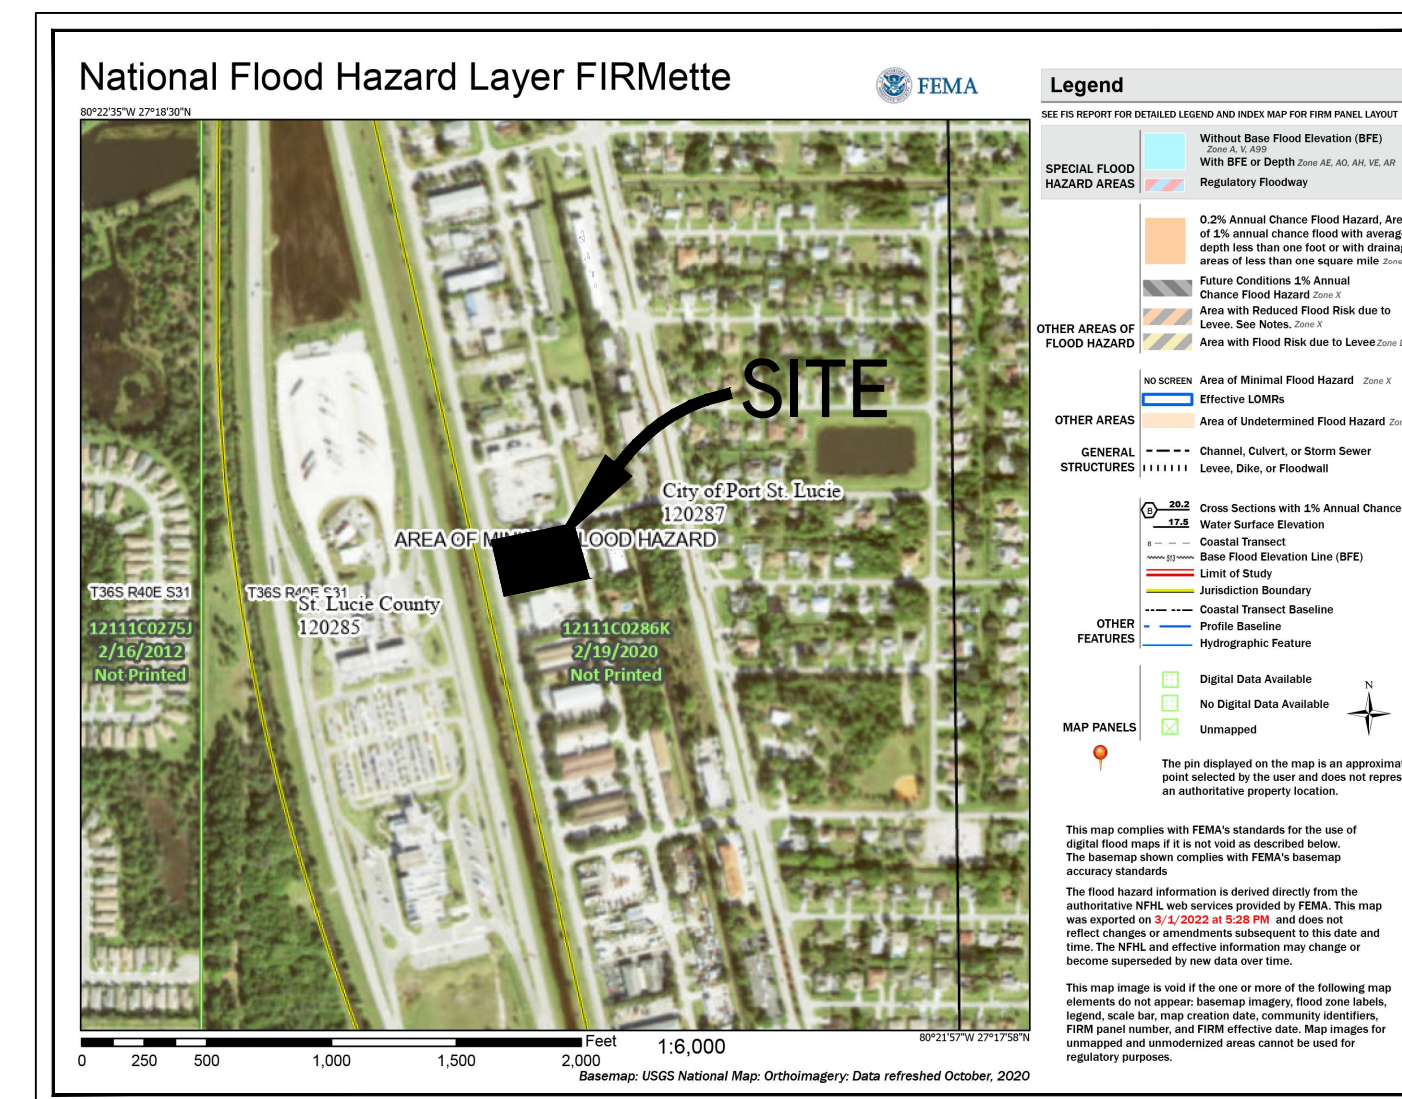 National Flood Hazard Layer FIRMette
FEMA
80°22'35"W 27°18'30"N
SITE
City of Port St. Lucie
120287
AREA OF MIN LOOD HAZARD
T36S R40E S31
T36S R40E S31
St. Lucie County
120285
12111C0275J
2/16/2012
Not Printed
12111C0286K
2/19/2020
Not Printed
Feet
0 250 500 1,000 1,500 2,000
1:6,000
80°21'57"W 27°17'58"N
Basemap: USGS National Map: Orthoimagery: Data refreshed October, 2020
Legend
SEE FIS REPORT FOR DETAILED LEGEND AND INDEX MAP FOR FIRM PANEL LAYOUT
SPECIAL FLOOD
HAZARD AREAS
Without Base Flood Elevation (BFE)
Zone A, V, A99
With BFE or Depth Zone AE, AO, AH, VE, AR
Regulatory Floodway
OTHER AREAS OF
FLOOD HAZARD
0.2% Annual Chance Flood Hazard, Are
of 1% annual chance flood with averag
depth less than one foot or with drainag
areas of less than one square mile Zone
Future Conditions 1% Annual
Chance Flood Hazard Zone X
Area with Reduced Flood Risk due to
Levee. See Notes. Zone X
Area with Flood Risk due to Levee Zone D
OTHER AREAS
NO SCREEN Area of Minimal Flood Hazard Zone X
Effective LOMRs
Area of Undetermined Flood Hazard Zon
GENERAL
STRUCTURES
Channel, Culvert, or Storm Sewer
Levee, Dike, or Floodwall
OTHER
FEATURES
B 20.2 Cross Sections with 1% Annual Chance
17.5 Water Surface Elevation
8 Coastal Transect
513 Base Flood Elevation Line (BFE)
Limit of Study
Jurisdiction Boundary
Coastal Transect Baseline
Profile Baseline
Hydrographic Feature
MAP PANELS
Digital Data Available
No Digital Data Available
Unmapped
N
The pin displayed on the map is an approximat
point selected by the user and does not repres
an authoritative property location.
This map complies with FEMA's standards for the use of
digital flood maps if it is not void as described below.
The basemap shown complies with FEMA's basemap
accuracy standards
The flood hazard information is derived directly from the
authoritative NFHL web services provided by FEMA. This map
was exported on 3/1/2022 at 5:28 PM and does not
reflect changes or amendments subsequent to this date and
time. The NFHL and effective information may change or
become superseded by new data over time.
This map image is void if the one or more of the following map
elements do not appear: basemap imagery, flood zone labels,
legend, scale bar, map creation date, community identifiers,
FIRM panel number, and FIRM effective date. Map images for
unmapped and unmodernized areas cannot be used for
regulatory purposes.